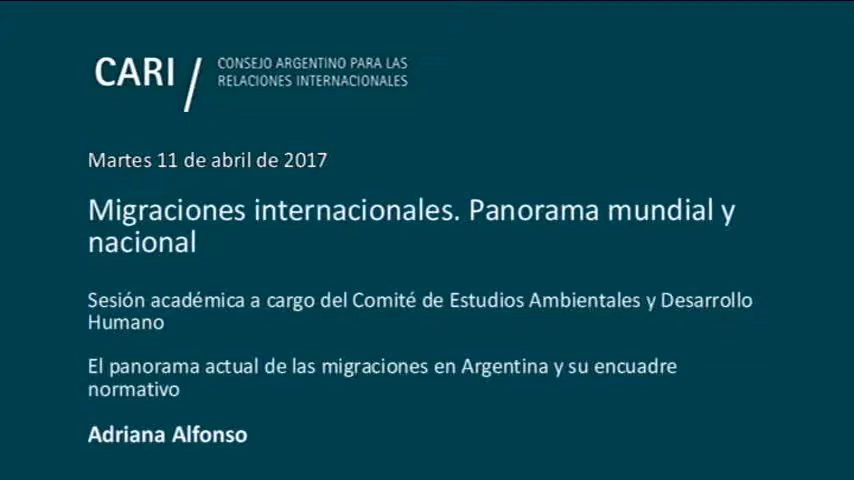 CARI /
CONSEJO ARGENTINO PARA LAS
RELACIONES INTERNACIONALES
Martes 11 de abril de 2017
Migraciones internacionales. Panorama mundial y
nacional
Sesión académica a cargo del Comité de Estudios Ambientales y Desarrollo
Humano
El panorama actual de las migraciones en Argentina y su encuadre
normativo
Adriana Alfonso